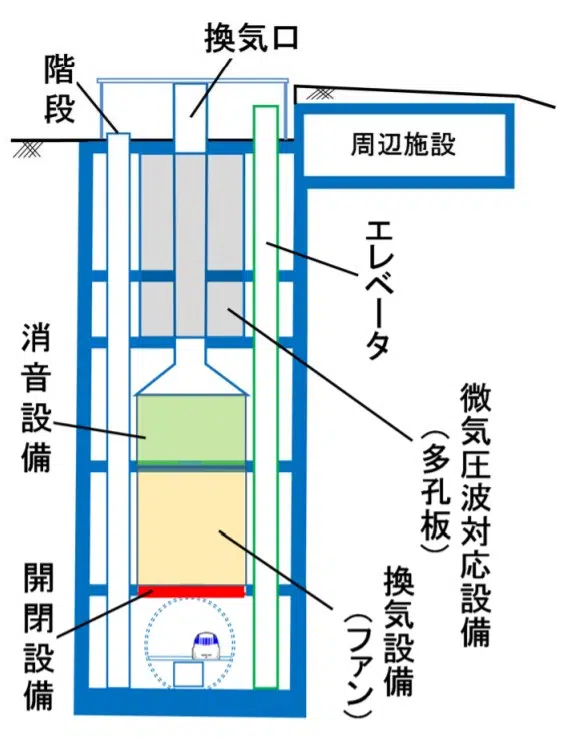 換気口
階段
周辺施設
エレベータ
消音設備
微気圧波対応設備
（多孔板）
開閉設備
換気設備
（ファン）